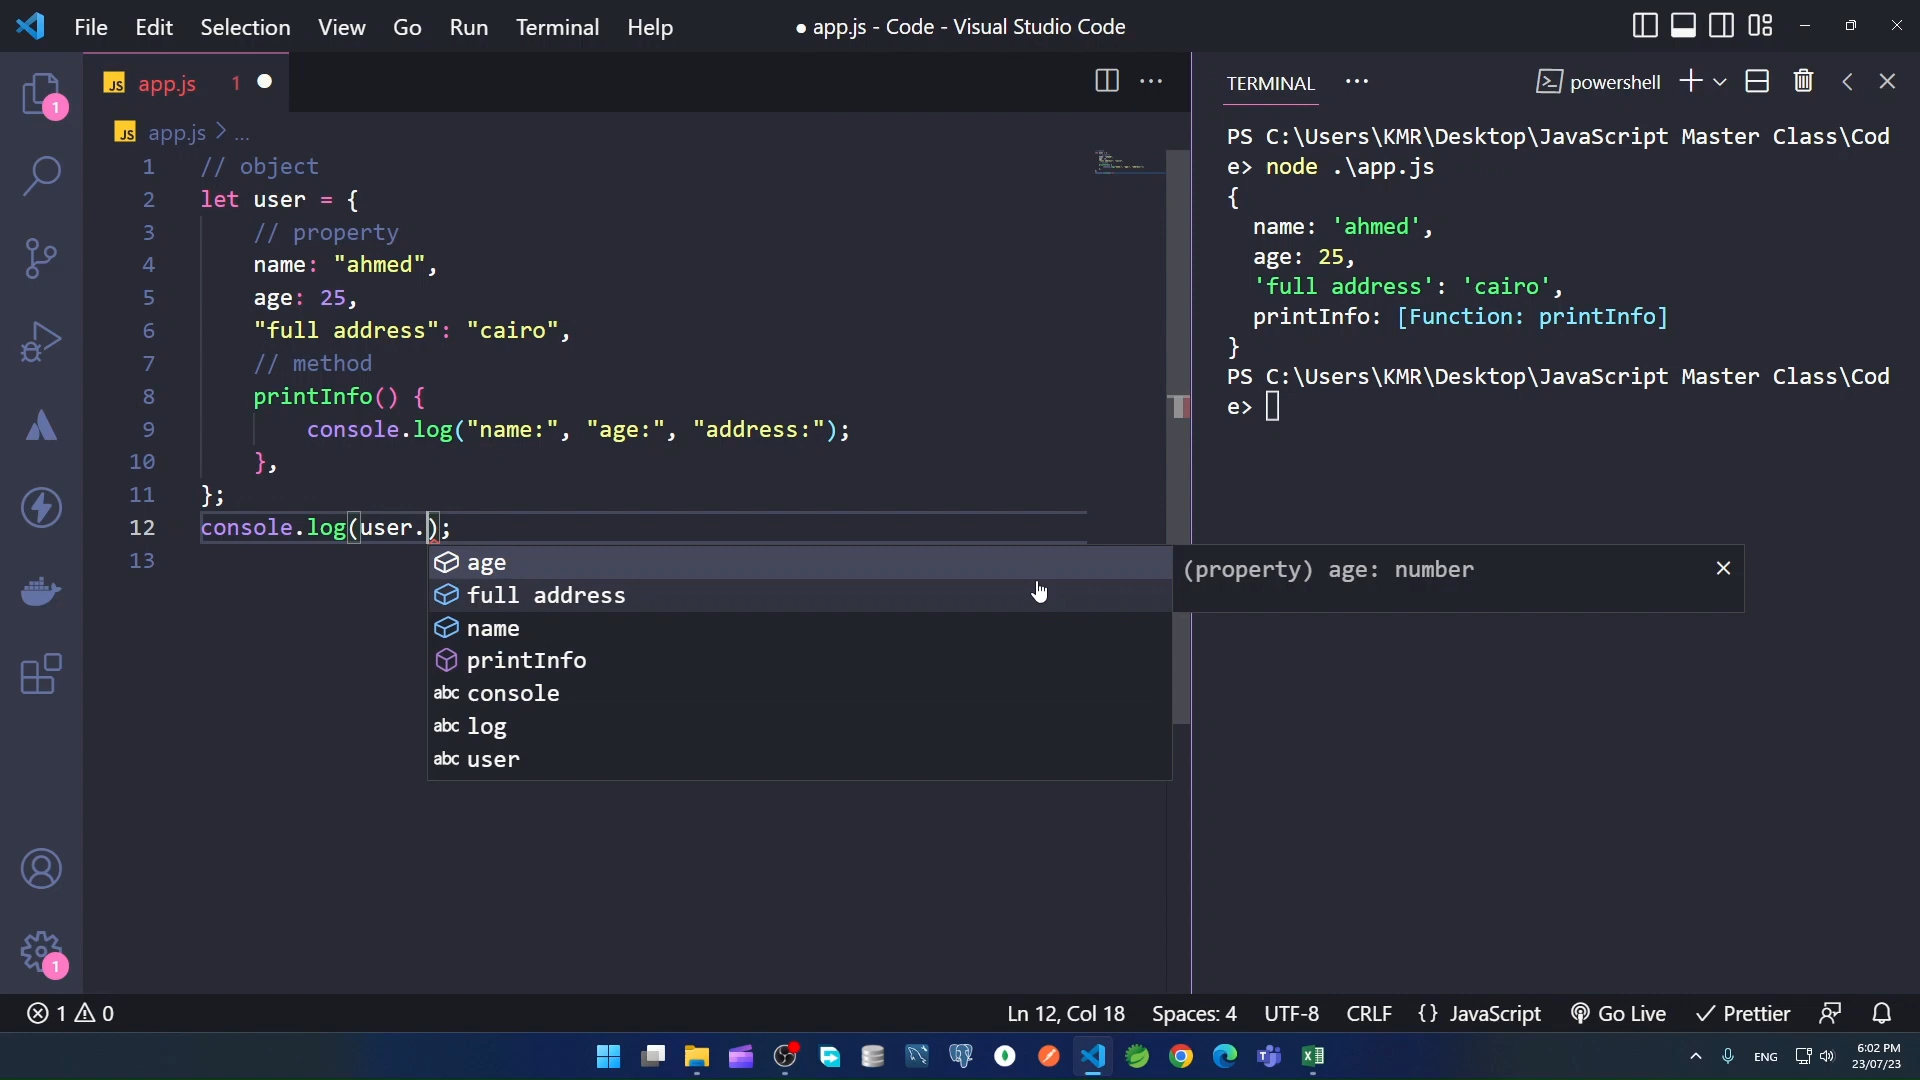 File Edit Selection View Go Run Terminal Help ● app.js - Code - Visual Studio Code
JS app.js 1 ●
JS app.js > ...
1 // object
2 let user = {
3 // property
4 name: "ahmed",
5 age: 25,
6 "full address": "cairo",
7 // method
8 printInfo() {
9 console.log("name:", "age:", "address:");
10 },
11 };
12 console.log(user.);
13
age
full address
name
printInfo
abc console
abc log
abc user
(property) age: number
TERMINAL ... powershell
PS C:\Users\KMR\Desktop\JavaScript Master Class\Cod
e> node .\app.js
{
name: 'ahmed',
age: 25,
'full address': 'cairo',
printInfo: [Function: printInfo]
}
PS C:\Users\KMR\Desktop\JavaScript Master Class\Cod
e>
1
1
1 0 Ln 12, Col 18 Spaces: 4 UTF-8 CRLF {} JavaScript Go Live Prettier
ENG 6:02 PM
23/07/23